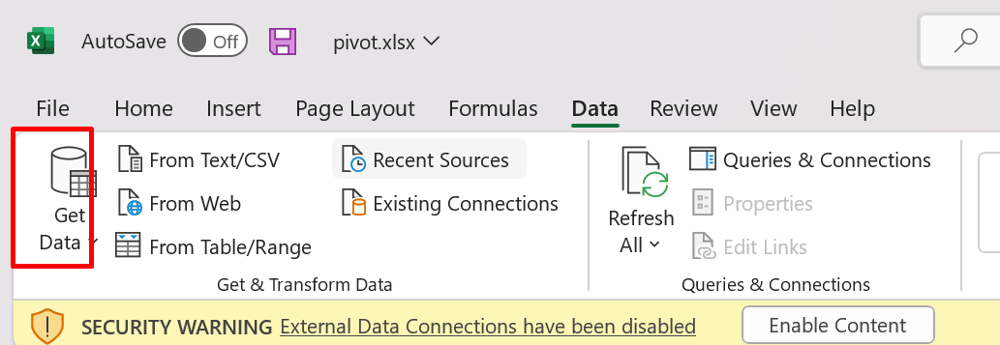 AutoSave Off pivot.xlsx
File Home Insert Page Layout Formulas Data Review View Help
Get Data
From Text/CSV
From Web
From Table/Range
Recent Sources
Existing Connections
Get & Transform Data
Refresh All
Queries & Connections
Properties
Edit Links
Queries & Connections
SECURITY WARNING External Data Connections have been disabled Enable Content